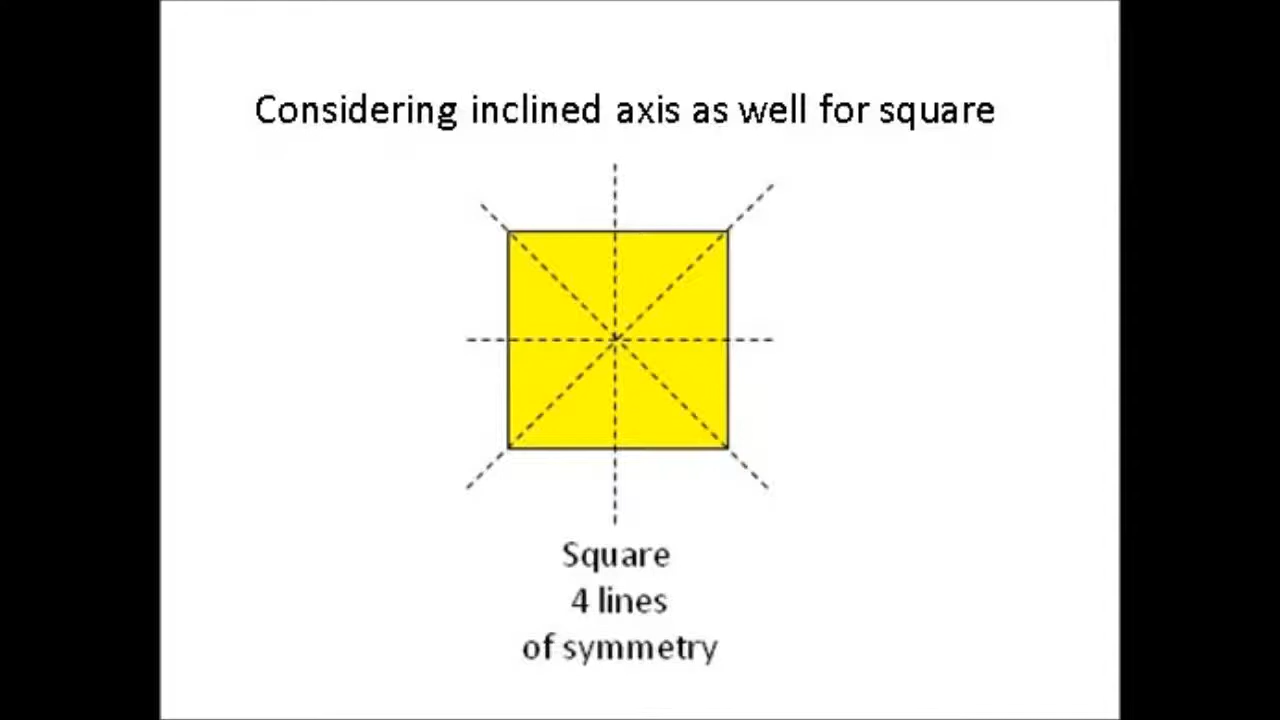 Considering inclined axis as well for square
Square
4 lines
of symmetry